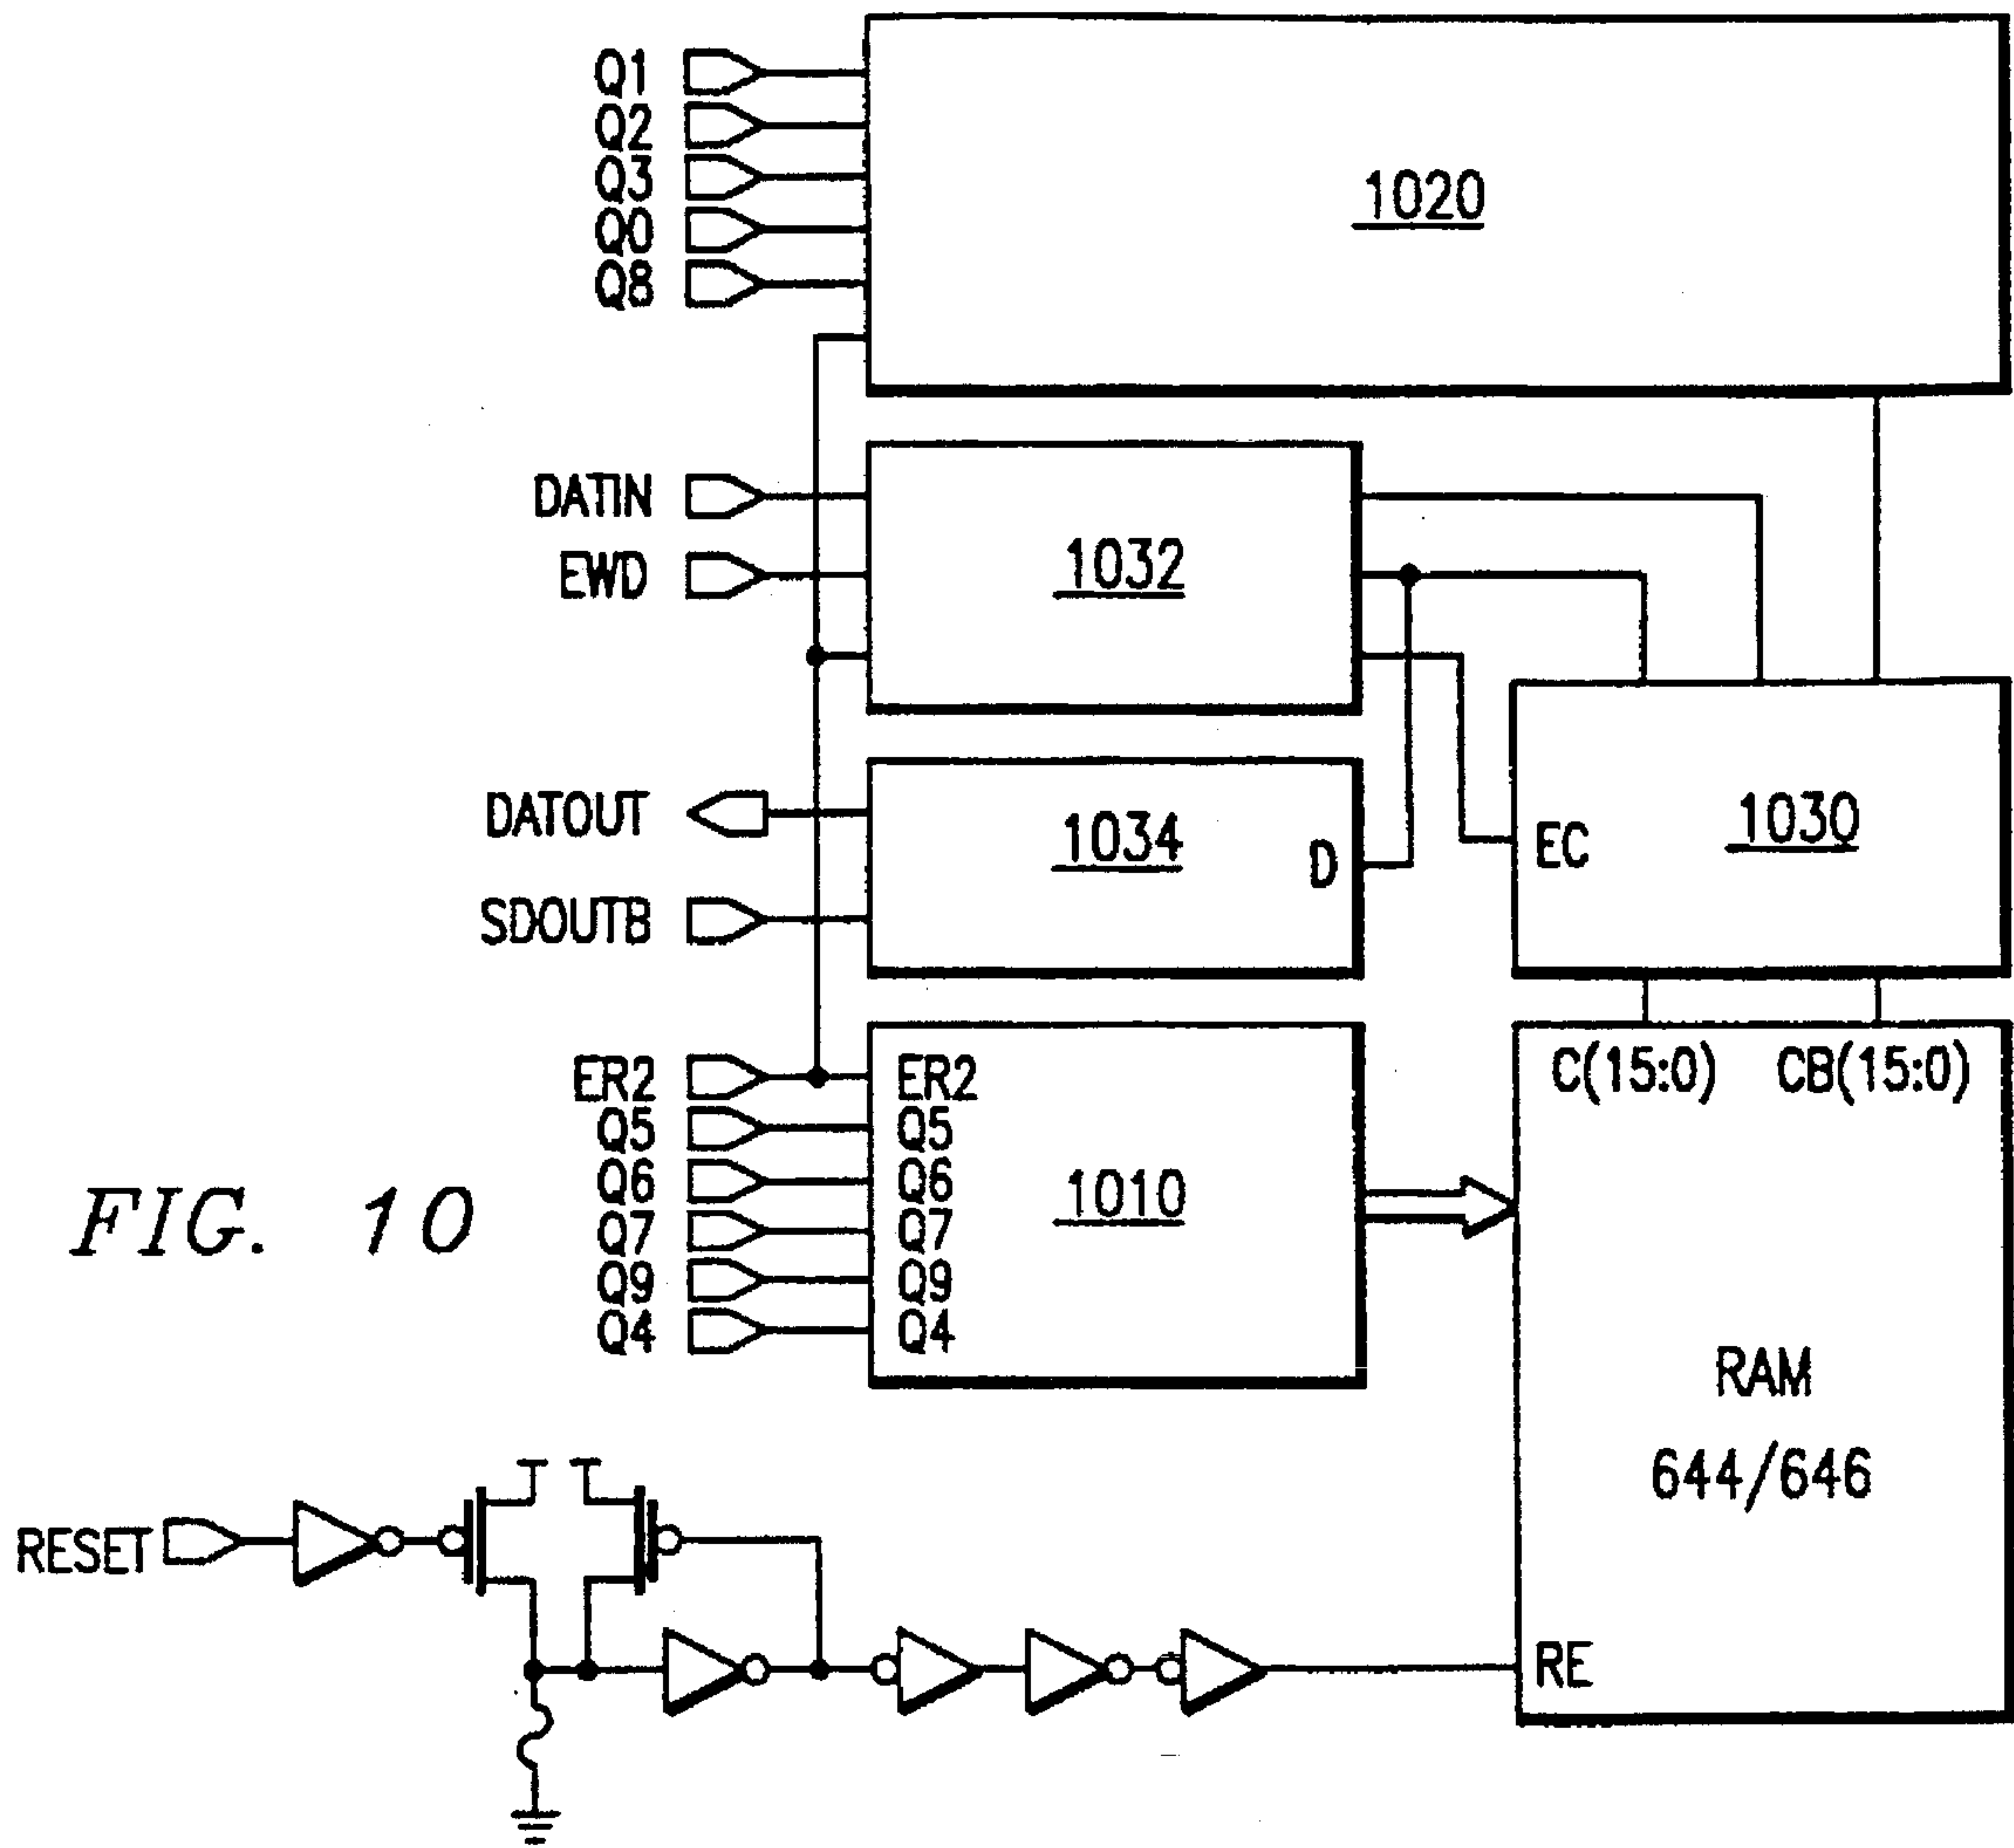 Q1
Q2
Q3
Q0
Q8
1020
DATIN
EWD
1032
DATOUT
SDOUTB
1034
D
EC
1030
ER2
Q5
Q6
Q7
Q9
Q4
ER2
Q5
Q6
Q7
Q9
Q4
1010
C(15:0) CB(15:0)
RAM
644/646
RE
FIG. 10
RESET